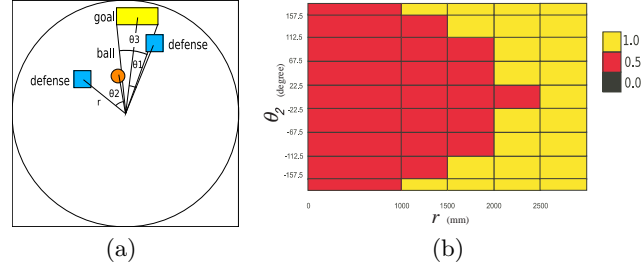 goal
θ3
defense
ball
θ1
defense
r
θ2
(a)
157,5
112,5
67,5
22,5
-22,5
-67,5
-112,5
-157,5
θ2 (degree)
0 1000 1500 2000 2500
r (mm)
1.0
0.5
0.0
(b)